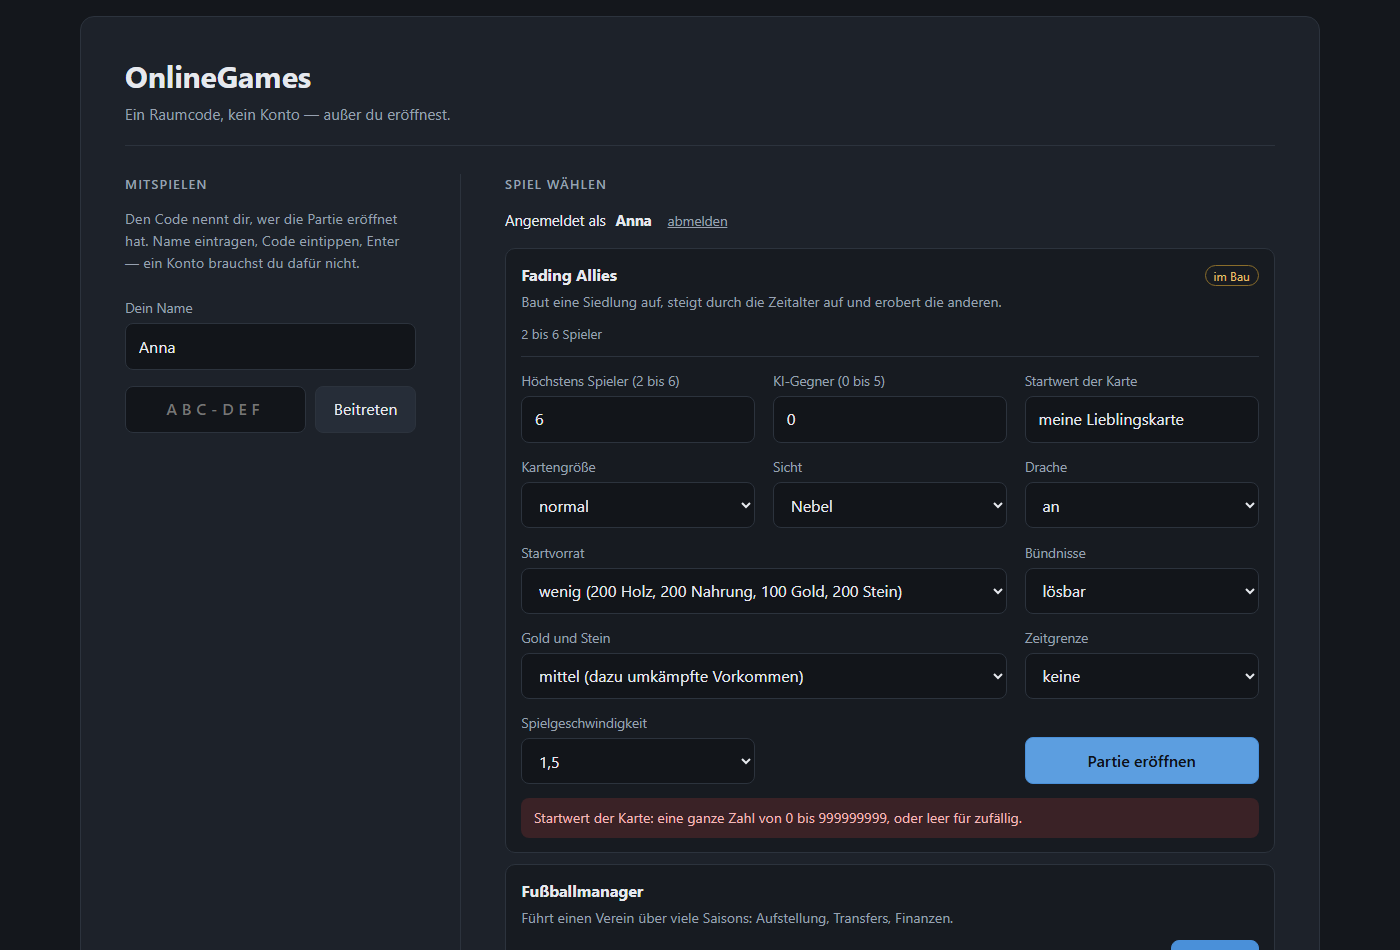 OnlineGames
Ein Raumcode, kein Konto — außer du eröffnest.
MITSPIELEN
Den Code nennt dir, wer die Partie eröffnet
hat. Name eintragen, Code eintippen, Enter
— ein Konto brauchst du dafür nicht.
Dein Name
Anna
ABC-DEF
Beitreten
SPIEL WÄHLEN
Angemeldet als Anna abmelden
Fading Allies
im Bau
Baut eine Siedlung auf, steigt durch die Zeitalter auf und erobert die anderen.
2 bis 6 Spieler
Höchstens Spieler (2 bis 6)
6
KI-Gegner (0 bis 5)
0
Startwert der Karte
meine Lieblingskarte
Kartengröße
normal
Sicht
Nebel
Drache
an
Startvorrat
wenig (200 Holz, 200 Nahrung, 100 Gold, 200 Stein)
Bündnisse
lösbar
Gold und Stein
mittel (dazu umkämpfte Vorkommen)
Zeitgrenze
keine
Spielgeschwindigkeit
1,5
Partie eröffnen
Startwert der Karte: eine ganze Zahl von 0 bis 999999999, oder leer für zufällig.
Fußballmanager
Führt einen Verein über viele Saisons: Aufstellung, Transfers, Finanzen.